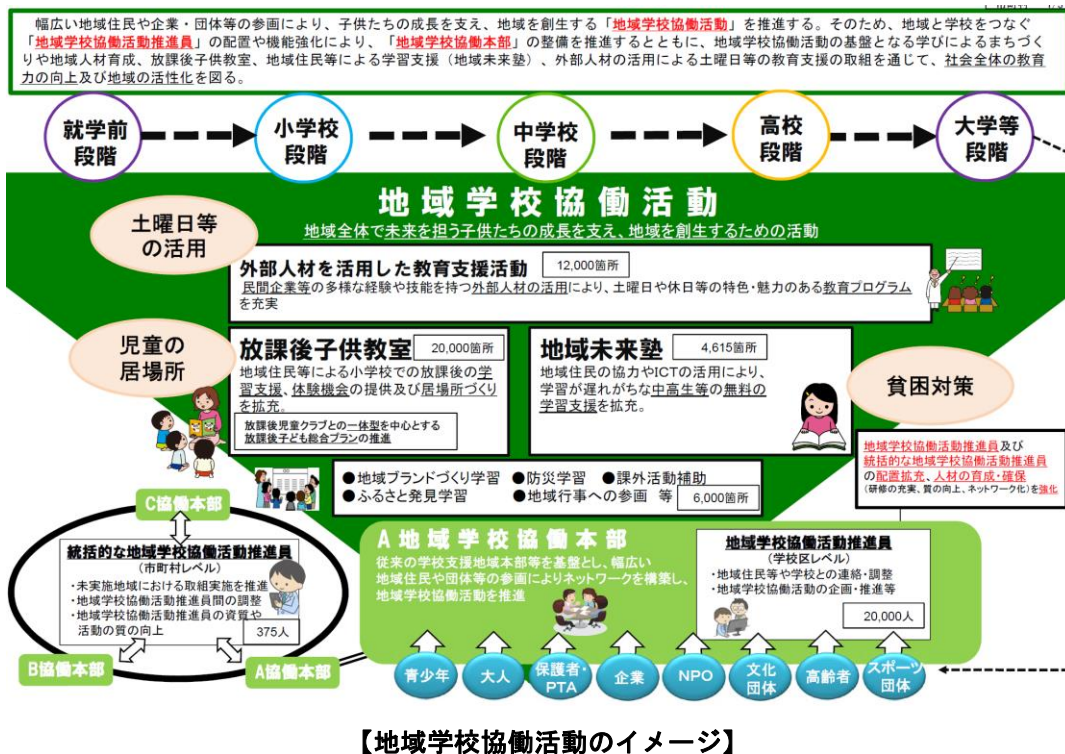 幅広い地域住民や企業・団体等の参画により、子供たちの成長を支え、地域を創生する「地域学校協働活動」を推進する。そのため、地域と学校をつなぐ
「地域学校協働活動推進員」の配置や機能強化により、「地域学校協働本部」の整備を推進するとともに、地域学校協働活動の基盤となる学びによるまちづく
りや地域人材育成、放課後子供教室、地域住民等による学習支援（地域未来塾）、外部人材の活用による土曜日等の教育支援の取組を通じて、社会全体の教育
力の向上及び地域の活性化を図る。
就学前
段階
小学校
段階
中学校
段階
高校
段階
大学等
段階
地域学校協働活動
地域全体で未来を担う子供たちの成長を支え、地域を創生するための活動
土曜日等
の活用
外部人材を活用した教育支援活動
12,000箇所
民間企業等の多様な経験や技能を持つ外部人材の活用により、土曜日や休日等の特色・魅力のある教育プログラム
を充実
児童の
居場所
放課後子供教室
20,000箇所
地域住民等による小学校での放課後の学
習支援、体験機会の提供及び居場所づくり
を拡充。
放課後児童クラブとの一体型を中心とする
放課後子ども総合プランの推進
地域未来塾
4,615箇所
地域住民の協力やICTの活用により、
学習が遅れがちな中高生等の無料の
学習支援を拡充。
貧困対策
地域学校協働活動推進員及び
統括的な地域学校協働活動推進員
の配置拡充、人材の育成・確保
（研修の充実、質の向上、ネットワーク化）を強化
●地域ブランドづくり学習 ●防災学習 ●課外活動補助
●ふるさと発見学習 ●地域行事への参画 等
6,000箇所
C協働本部
統括的な地域学校協働活動推進員
（市町村レベル）
・未実施地域における取組実施を推進
・地域学校協働活動推進員間の調整
・地域学校協働活動推進員の資質や
活動の質の向上
375人
B協働本部
A協働本部
A地域学校協働本部
従来の学校支援地域本部等を基盤とし、幅広い
地域住民や団体等の参画によりネットワークを構築し、
地域学校協働活動を推進
地域学校協働活動推進員
（学校区レベル）
・地域住民等や学校との連絡・調整
・地域学校協働活動の企画・推進等
20,000人
青少年
大人
保護者・
PTA
企業
NPO
文化
団体
高齢者
スポーツ
団体
【地域学校協働活動のイメージ】